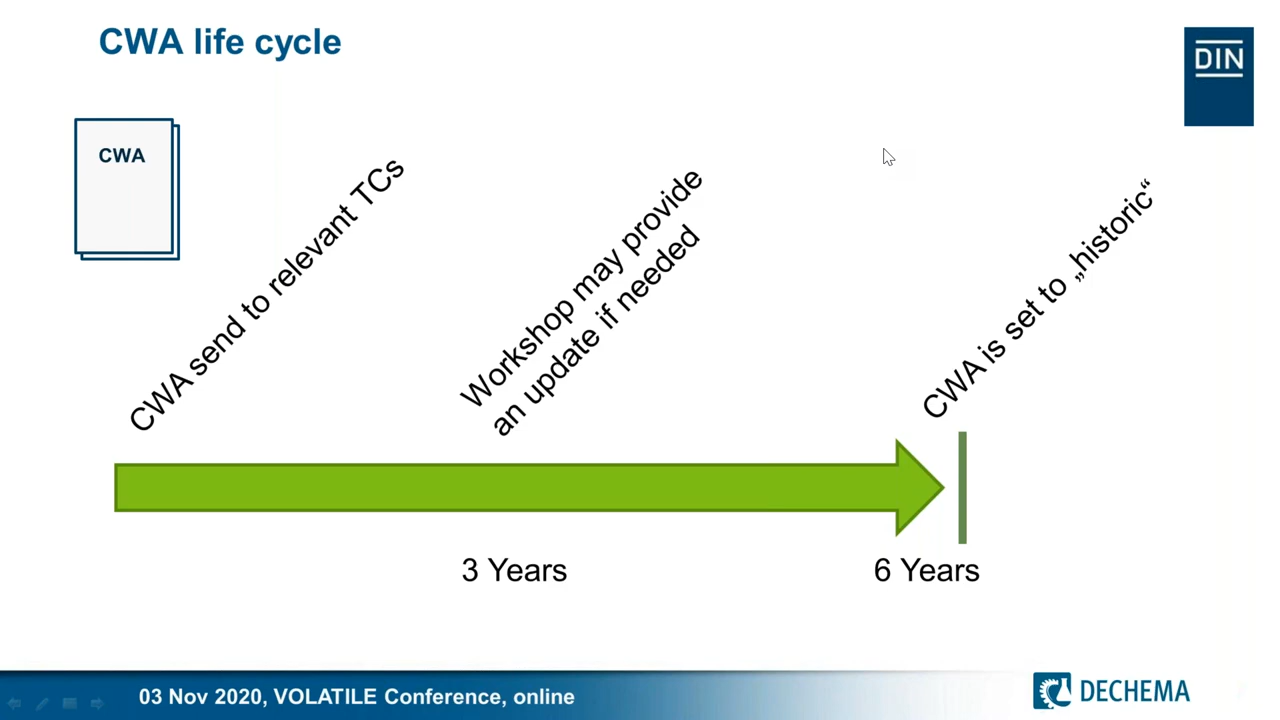 CWA life cycle
DIN
CWA
CWA send to relevant TCs
Workshop may provide
an update if needed
CWA is set to „historic“
3 Years
6 Years
03 Nov 2020, VOLATILE Conference, online
DECHEMA